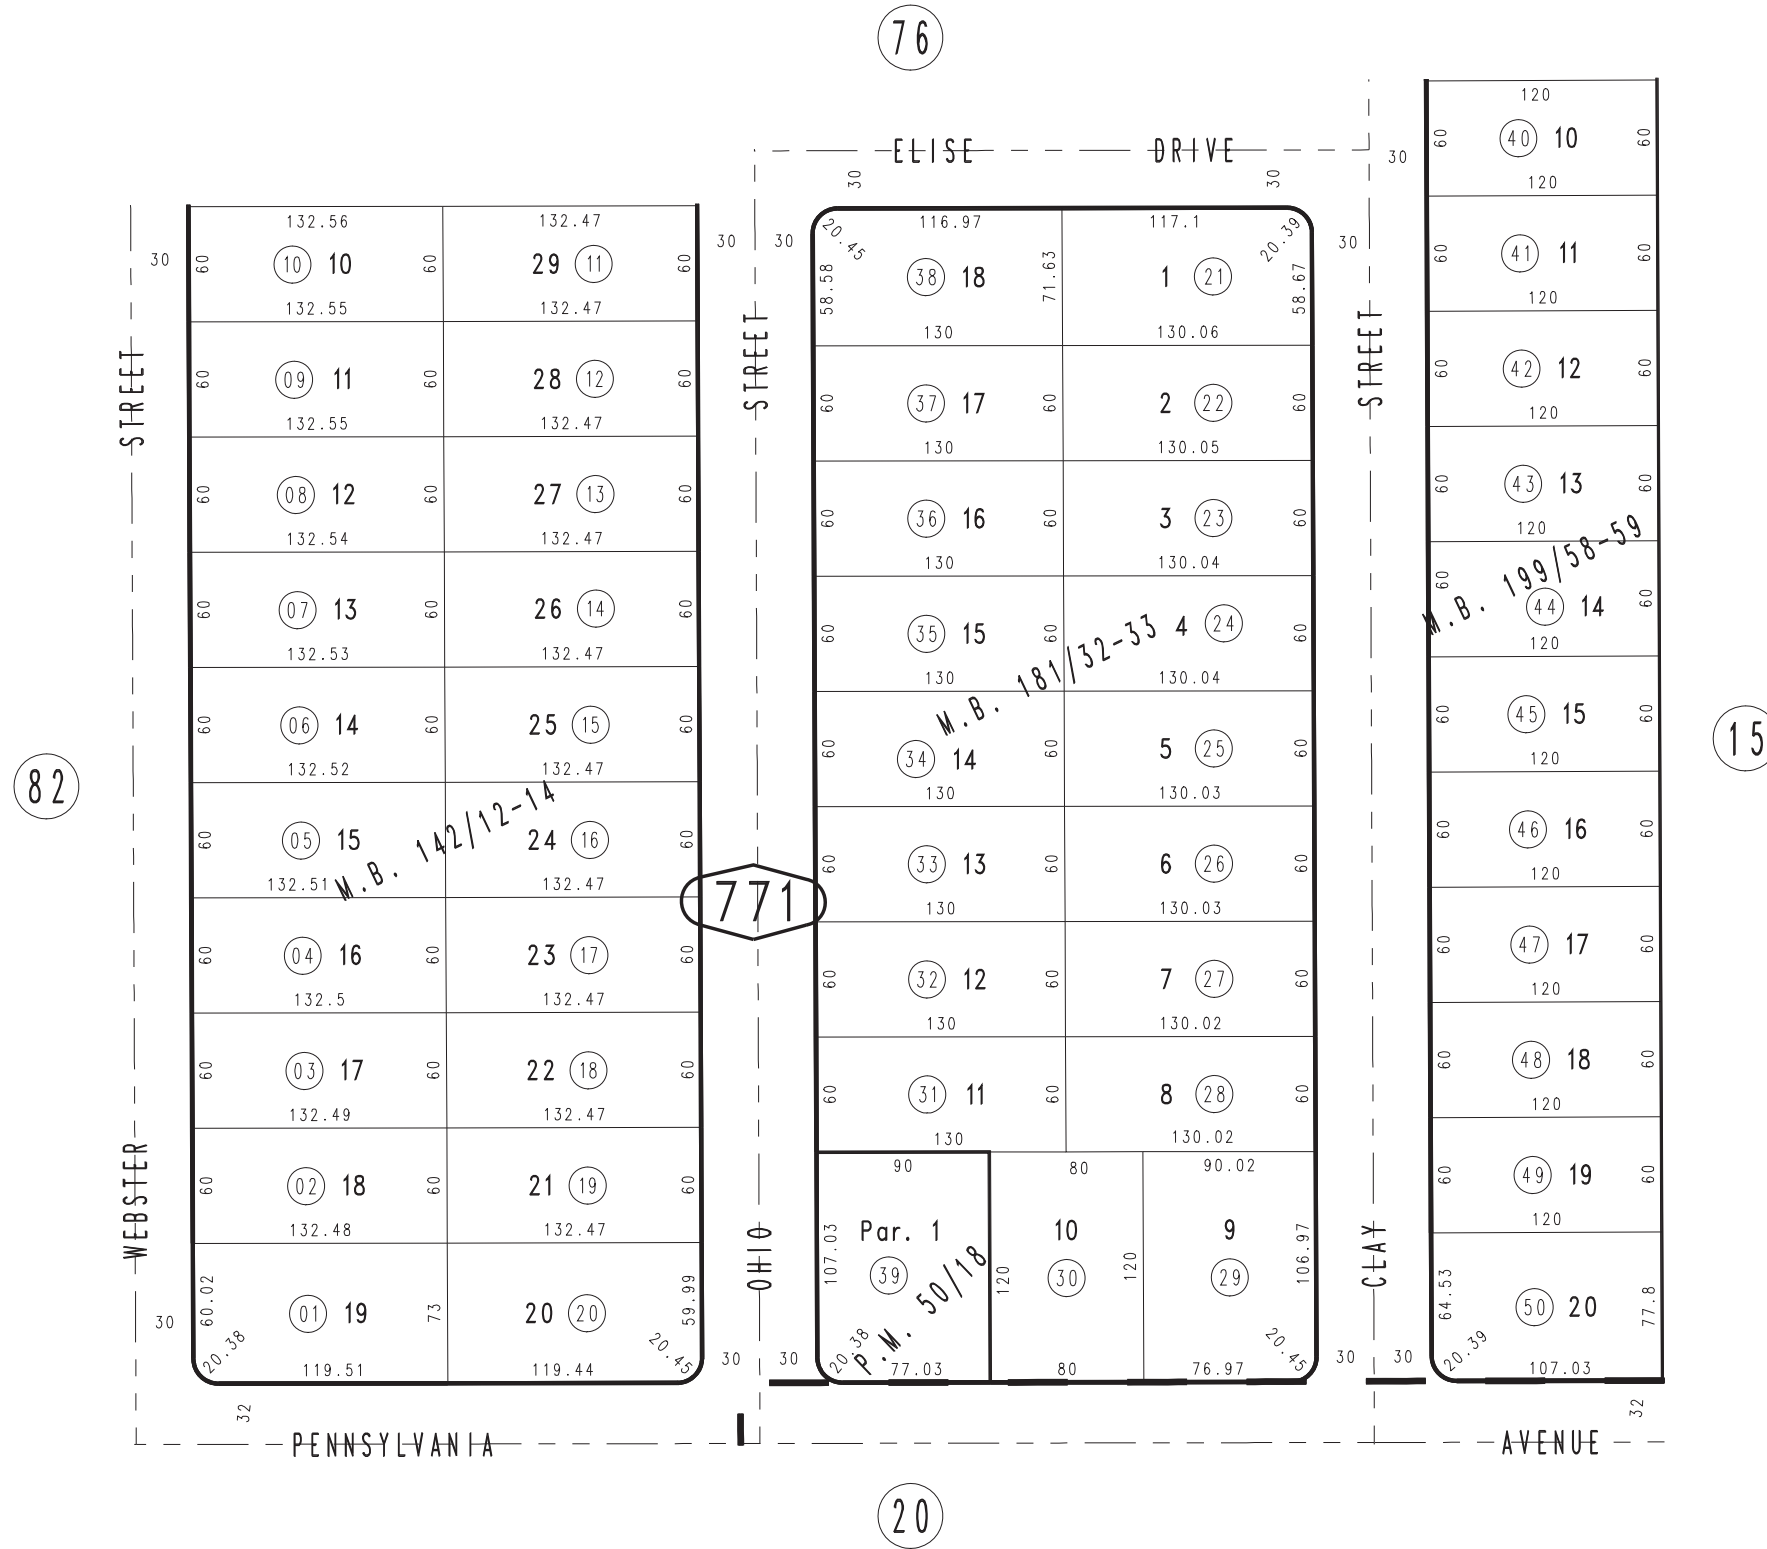 76
ELISE DRIVE
30 30 30
120
60 40 10 60
120
60 41 11 60
120
60 42 12 60
120
60 43 13 60
120
M.B. 199/58-59
60 44 14 60
120
60 45 15 60
120
60 46 16 60
120
60 47 17 60
120
60 48 18 60
120
60 49 19 60
120
64.53 50 20 77.8
20.39 107.03
132.56 132.47
30 60 10 10 60 29 11 60 30
132.55 132.47
60 09 11 60 28 12 60
132.55 132.47
60 08 12 60 27 13 60
132.54 132.47
60 07 13 60 26 14 60
132.53 132.47
60 06 14 60 25 15 60
132.52 132.47
M.B. 142/12-14
60 05 15 24 16 60
132.51 132.47
60 04 16 60 23 17 60
132.5 132.47
60 03 17 60 22 18 60
132.49 132.47
60 02 18 60 21 19 60
132.48 132.47
30 60.02 01 19 73 20 20 59.99
20.38 119.51 119.44 20.45 30
30 20.45 116.97 117.1 20.39 30
58.58 38 18 71.63 1 21 58.67
130 130.06
60 37 17 60 2 22 60
130 130.05
60 36 16 60 3 23 60
130 130.04
60 35 15 60 4 24 60
130 130.04
M.B. 181/32-33
60 34 14 60 5 25 60
130 130.03
60 33 13 60 6 26 60
130 130.03
60 32 12 60 7 27 60
130 130.02
60 31 11 60 8 28 60
130 130.02
90 80 90.02
Par. 1 10 9
107.03 39 120 30 120 29 106.97
P.M. 50/18
30 20.38 77.03 80 76.97 20.45 30 30
WEBSTER STREET
OHIO STREET
CLAY STREET
82
771
15
32 32
PENNSYLVANIA AVENUE
20